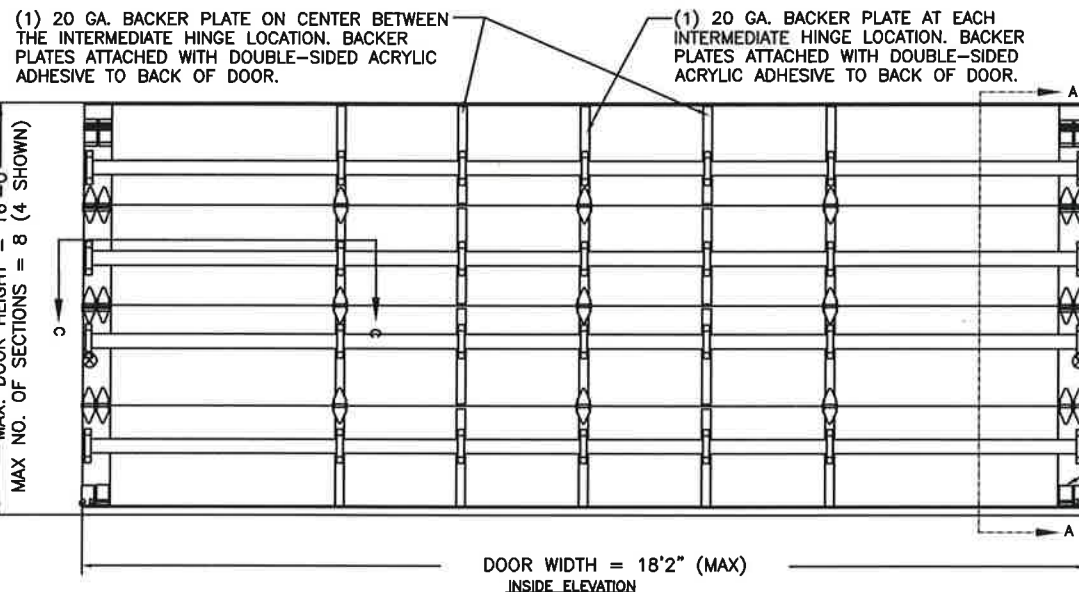 (1) 20 GA. BACKER PLATE ON CENTER BETWEEN
THE INTERMEDIATE HINGE LOCATION. BACKER
PLATES ATTACHED WITH DOUBLE-SIDED ACRYLIC
ADHESIVE TO BACK OF DOOR.
(1) 20 GA. BACKER PLATE AT EACH
INTERMEDIATE HINGE LOCATION. BACKER
PLATES ATTACHED WITH DOUBLE-SIDED
ACRYLIC ADHESIVE TO BACK OF DOOR.
A
MAX. DOOR HEIGHT =
MAX NO. OF SECTIONS = 8 (4 SHOWN)
C
C
A
DOOR WIDTH = 18'2" (MAX)
INSIDE ELEVATION